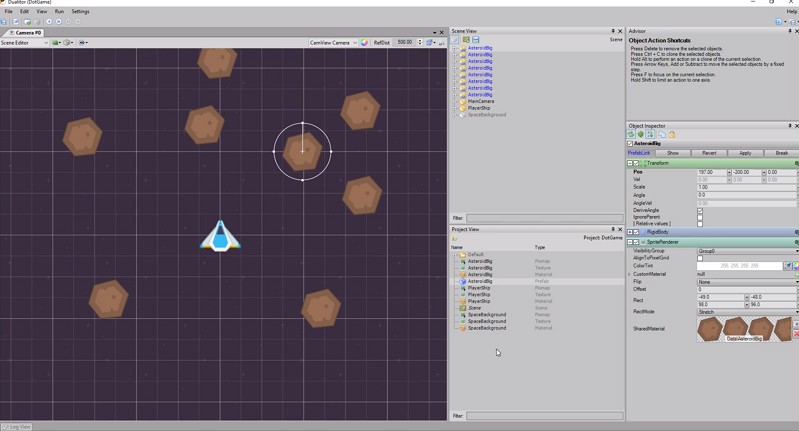 Dualitor (DotGame)
File Edit View Run Settings Help
Camera #0
Scene Editor
CamView Camera RefDist 500.00
Scene View
Scene
AsteroidBig
AsteroidBig
AsteroidBig
AsteroidBig
AsteroidBig
AsteroidBig
AsteroidBig
AsteroidBig
MainCamera
PlayerShip
SpaceBackground
Filter:
Project View
Project: DotGame
Name Type
Default
AsteroidBig Pixmap
AsteroidBig Texture
AsteroidBig Material
AsteroidBig Prefab
PlayerShip Pixmap
PlayerShip Texture
PlayerShip Material
Scene Scene
SpaceBackground Pixmap
SpaceBackground Texture
SpaceBackground Material
Filter:
Advisor
Object Action Shortcuts
Press Delete to remove the selected objects.
Press Ctrl + C to clone the selected objects.
Hold Alt to perform an action on a clone of the current selection.
Press Arrow Keys, Add or Subtract to move the selected objects by a fixed
step.
Press F to focus on the current selection.
Hold Shift to limit an action to one axis.
Object Inspector
AsteroidBig
PrefabLink Show Revert Apply Break
Transform
Pos 197.00 -200.00 0.00
Vel 0.00 0.00 0.00
Scale 1.00
Angle 0.0
AngleVel 0.00
DeriveAngle
IgnoreParent
[ Relative values ]
RigidBody
SpriteRenderer
VisibilityGroup Group0
AlignToPixelGrid
ColorTint 255, 255, 255, 255
CustomMaterial null
Flip None
Offset 0
Rect -49.0 -48.0
98.0 96.0
RectMode Stretch
SharedMaterial
Data\AsteroidBig
Log View